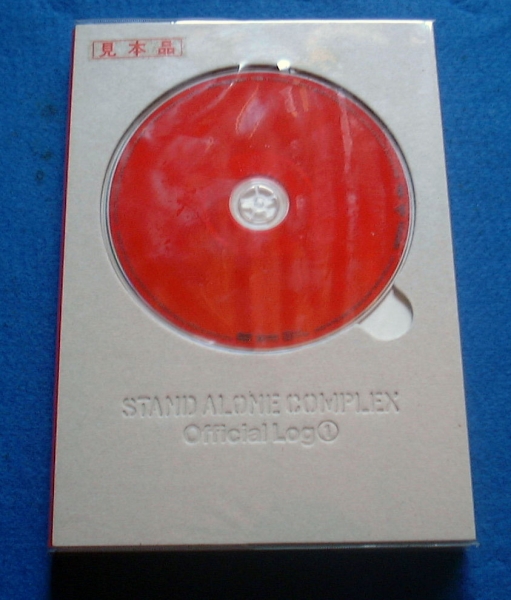 見本品
STAND ALONE COMPLEX
Official Log①